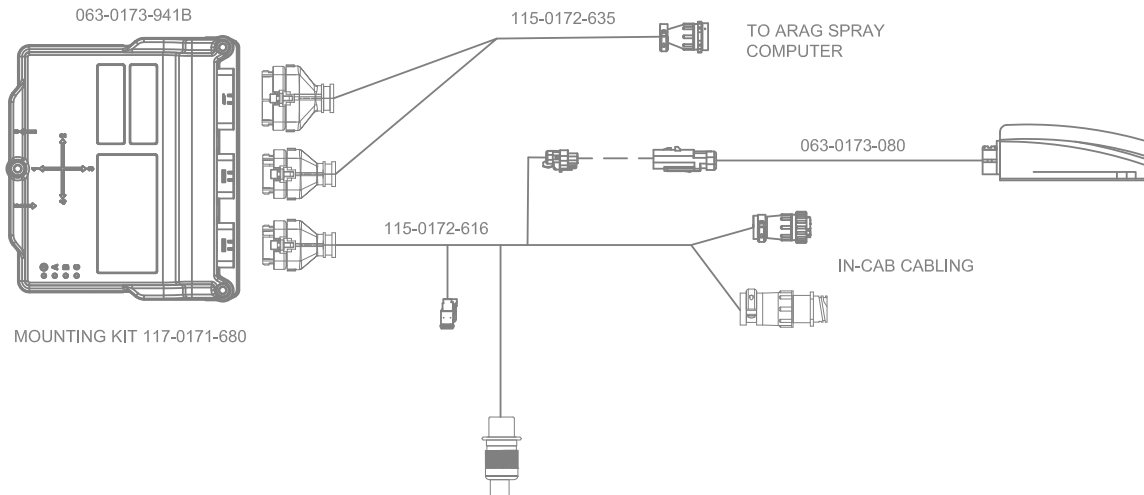 063-0173-941B
115-0172-635
TO ARAG SPRAY
COMPUTER
063-0173-080
115-0172-616
IN-CAB CABLING
MOUNTING KIT 117-0171-680